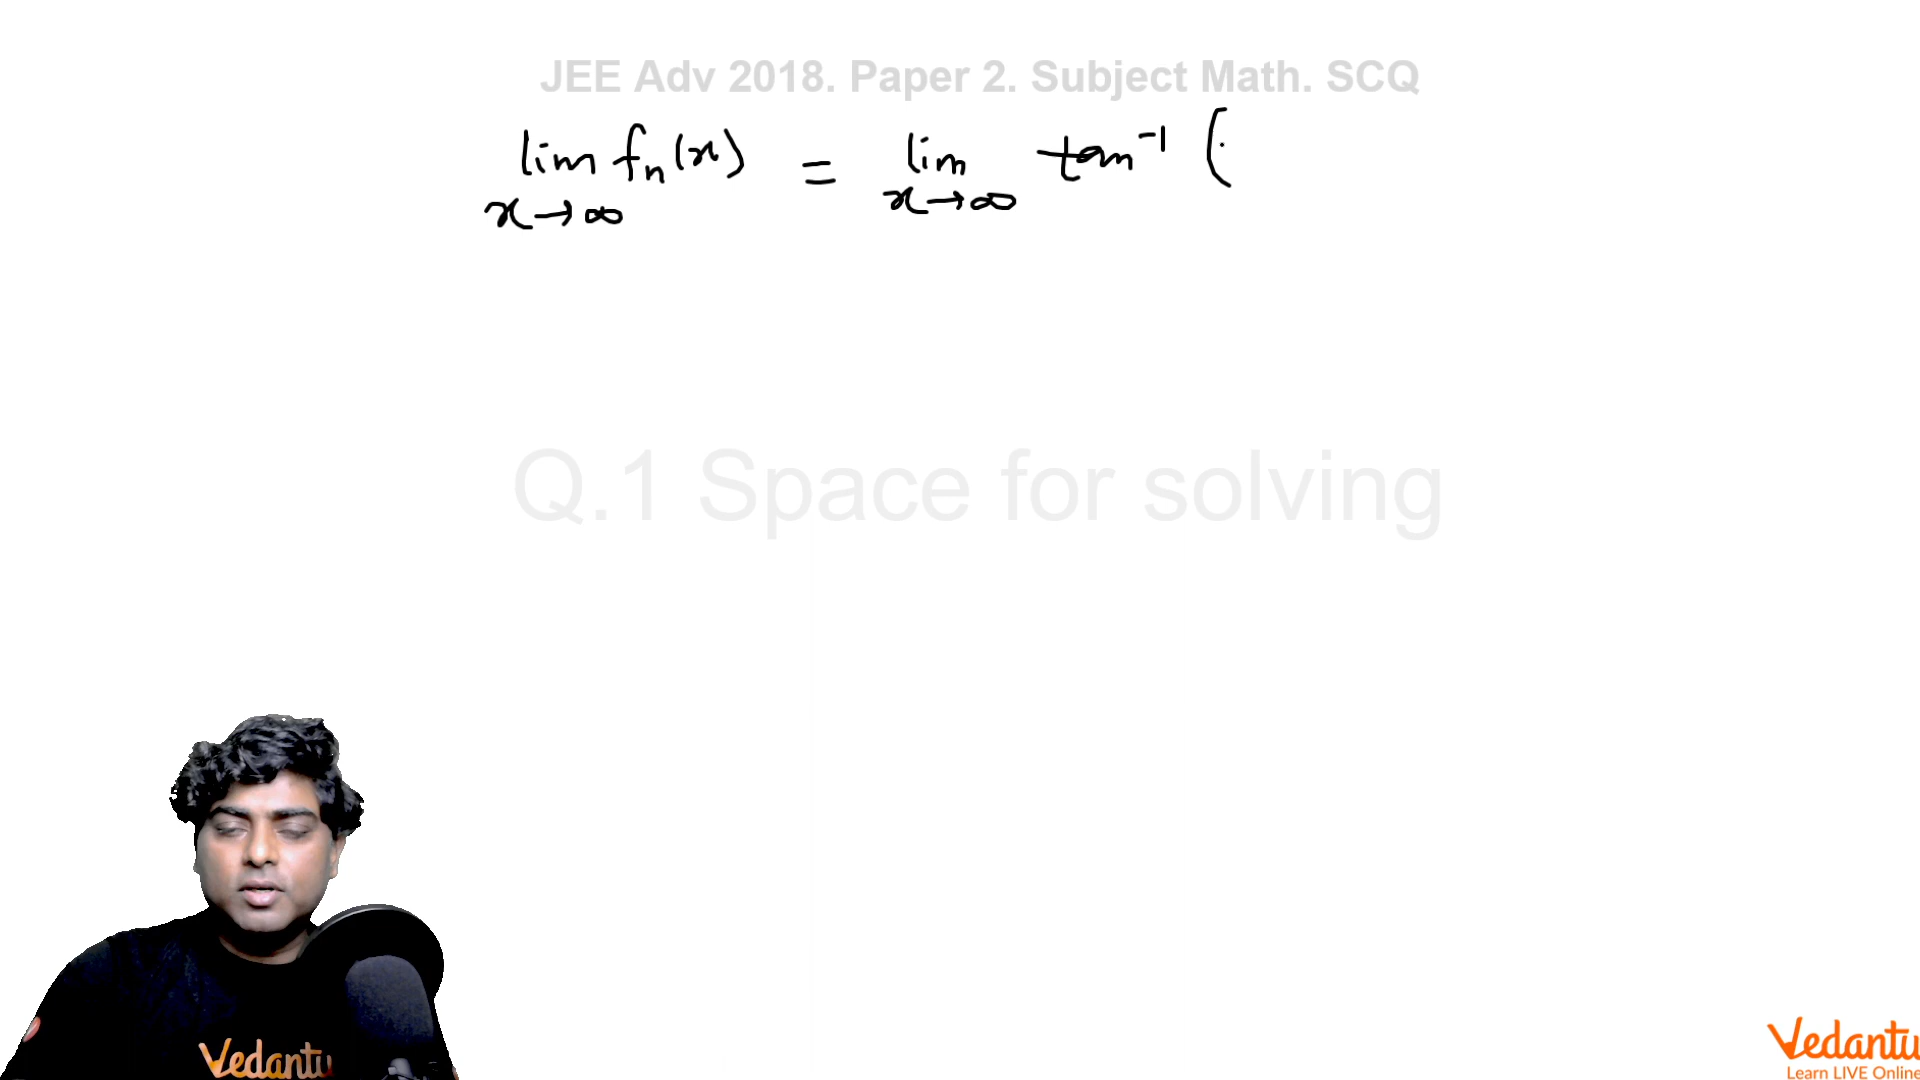 JEE Adv 2018. Paper 2. Subject Math. SCQ
lim fₙ(x) = lim tan⁻¹ (
x→∞ x→∞
Q.1 Space for solving
Vedantu
Vedantu
Learn LIVE Online